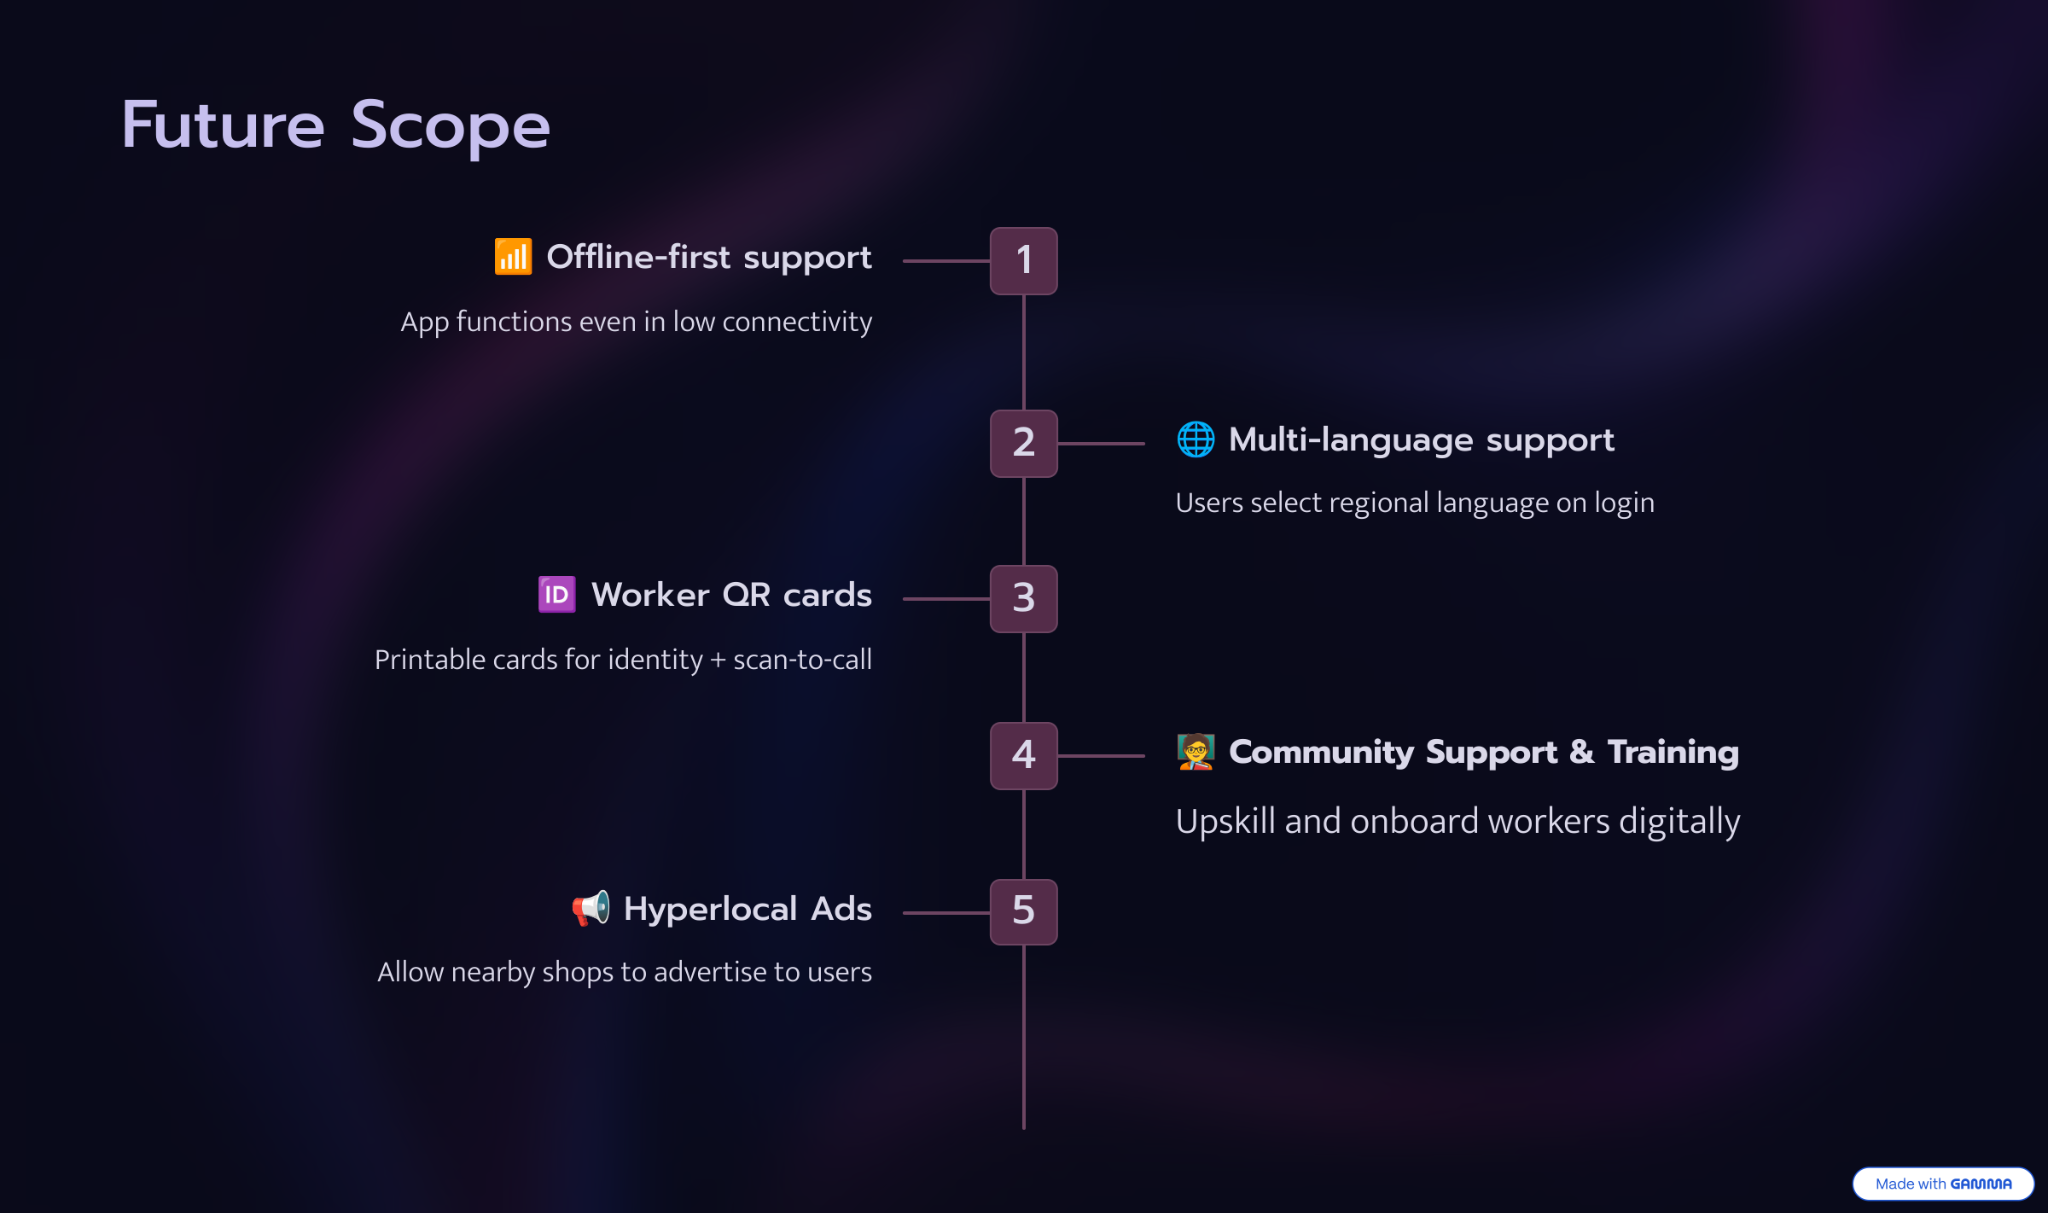 Future Scope
📶 Offline-first support
1
App functions even in low connectivity
2
🌐 Multi-language support
Users select regional language on login
🆔 Worker QR cards
3
Printable cards for identity + scan-to-call
4
🧑‍🏫 Community Support & Training
Upskill and onboard workers digitally
📢 Hyperlocal Ads
5
Allow nearby shops to advertise to users
Made with GAMMA